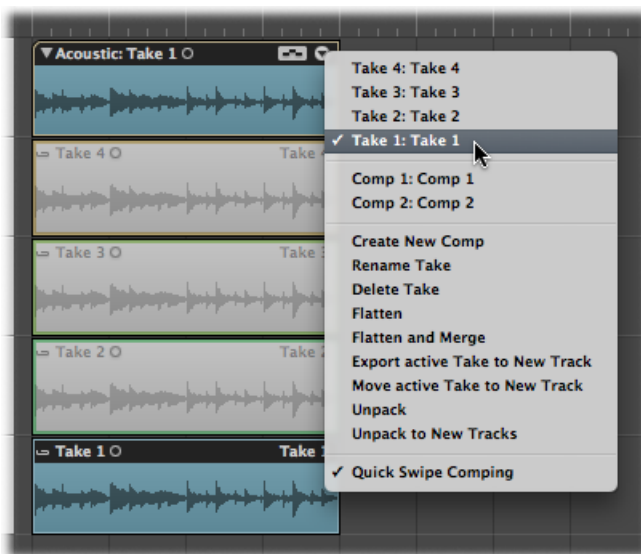 Acoustic: Take 1
Take 4: Take 4
Take 3: Take 3
Take 2: Take 2
✓ Take 1: Take 1
Comp 1: Comp 1
Comp 2: Comp 2
Create New Comp
Rename Take
Delete Take
Flatten
Flatten and Merge
Export active Take to New Track
Move active Take to New Track
Unpack
Unpack to New Tracks
✓ Quick Swipe Comping
Take 4 Take
Take 3 Take
Take 2 Take
Take 1 Take